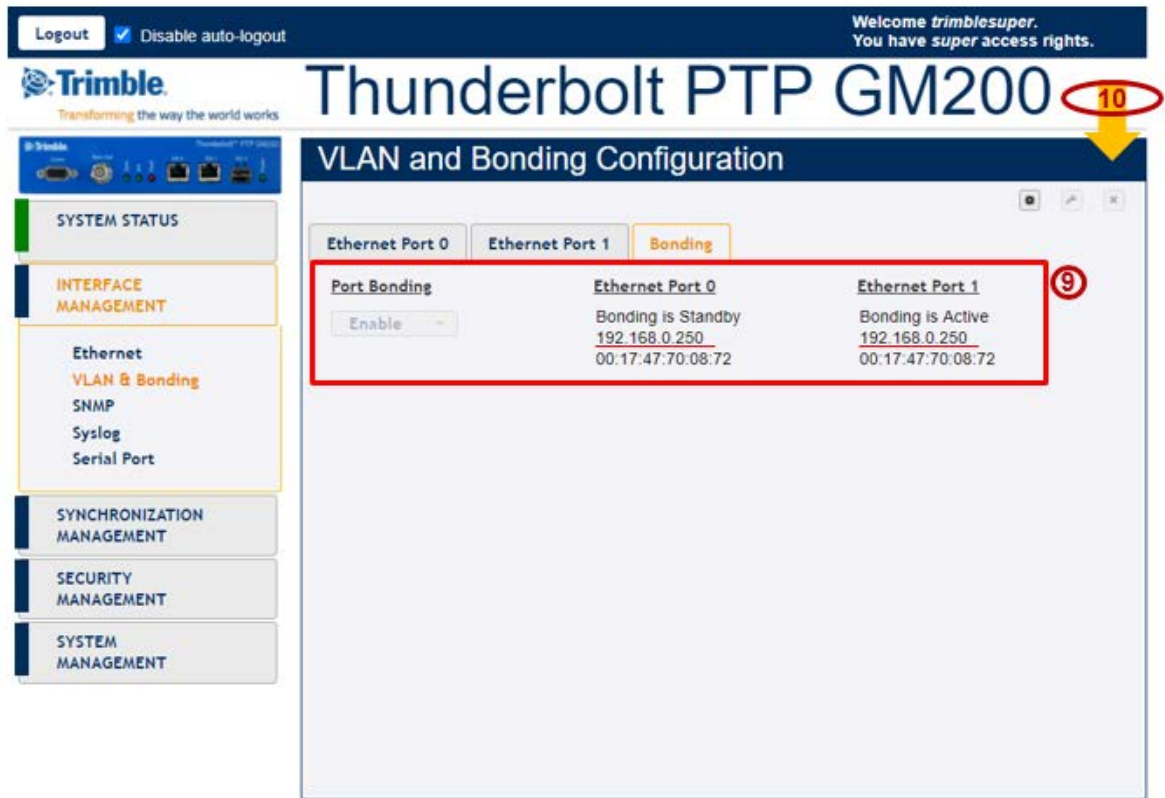 Logout Disable auto-logout
Welcome trimblesuper.
You have super access rights.
Trimble.
Transforming the way the world works
Thunderbolt PTP GM200
10
Trimble
VLAN and Bonding Configuration
SYSTEM STATUS
INTERFACE
MANAGEMENT
Ethernet
VLAN & Bonding
SNMP
Syslog
Serial Port
SYNCHRONIZATION
MANAGEMENT
SECURITY
MANAGEMENT
SYSTEM
MANAGEMENT
Ethernet Port 0 Ethernet Port 1 Bonding
9
Port Bonding
Enable
Ethernet Port 0
Bonding is Standby
192.168.0.250
00:17:47:70:08:72
Ethernet Port 1
Bonding is Active
192.168.0.250
00:17:47:70:08:72